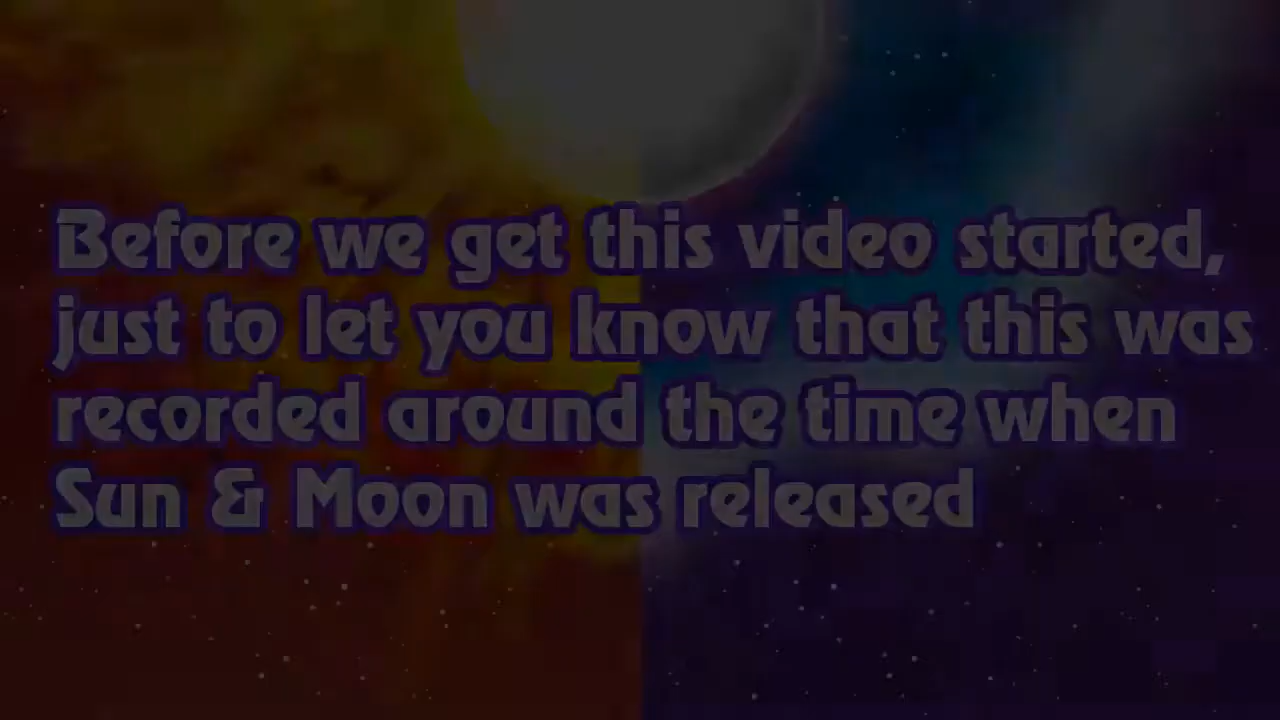 Before we get this video started,
just to let you know that this was
recorded around the time when
Sun & Moon was released